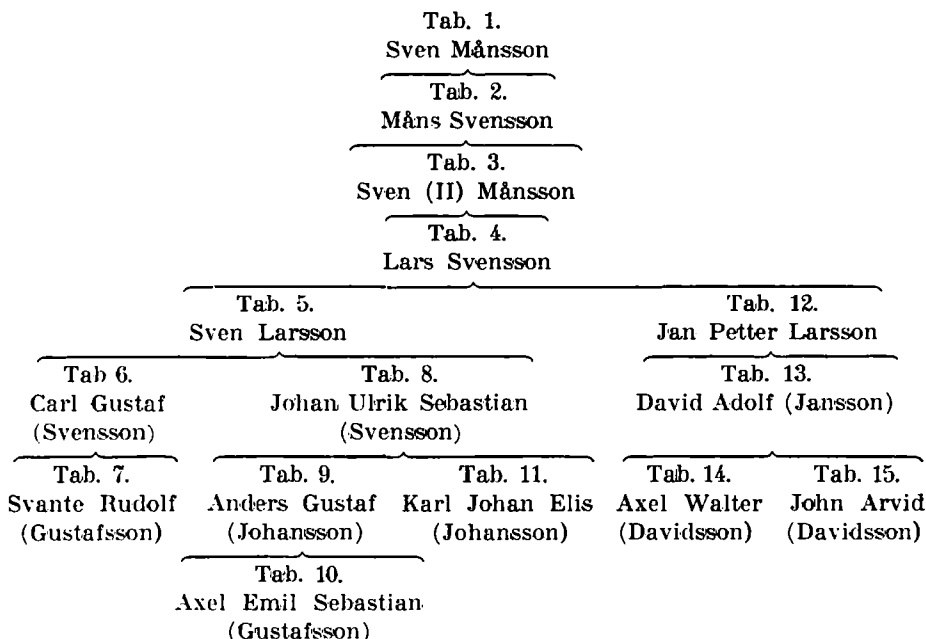 Tab. 1.
Sven Månsson
Tab. 2.
Måns Svensson
Tab. 3.
Sven (II) Månsson
Tab. 4.
Lars Svensson
Tab. 5. Tab. 12.
Sven Larsson Jan Petter Larsson
Tab 6. Tab. 8. Tab. 13.
Carl Gustaf Johan Ulrik Sebastian David Adolf (Jansson)
(Svensson) (Svensson)
Tab. 7. Tab. 9. Tab. 11. Tab. 14. Tab. 15.
Svante Rudolf Anders Gustaf Karl Johan Elis Axel Walter John Arvid
(Gustafsson) (Johansson) (Johansson) (Davidsson) (Davidsson)
Tab. 10.
Axel Emil Sebastian
(Gustafsson)